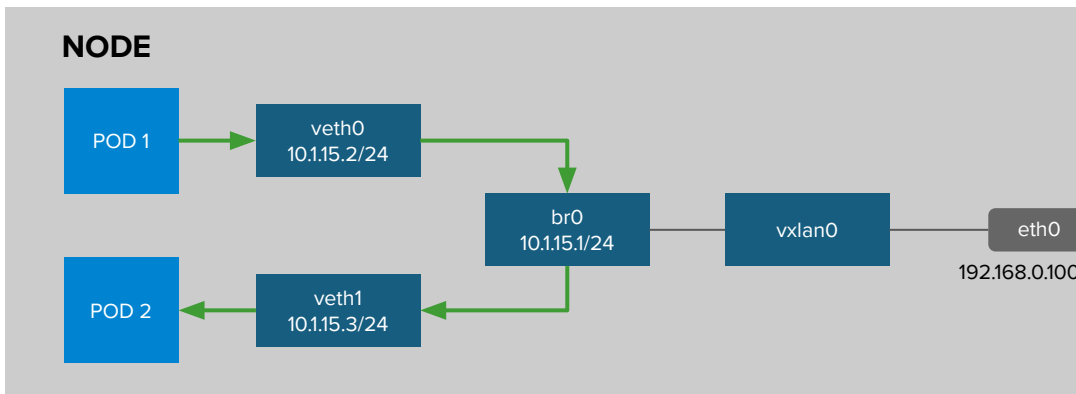 NODE
POD 1
veth0
10.1.15.2/24
br0
10.1.15.1/24
vxlan0
eth0
192.168.0.100
POD 2
veth1
10.1.15.3/24